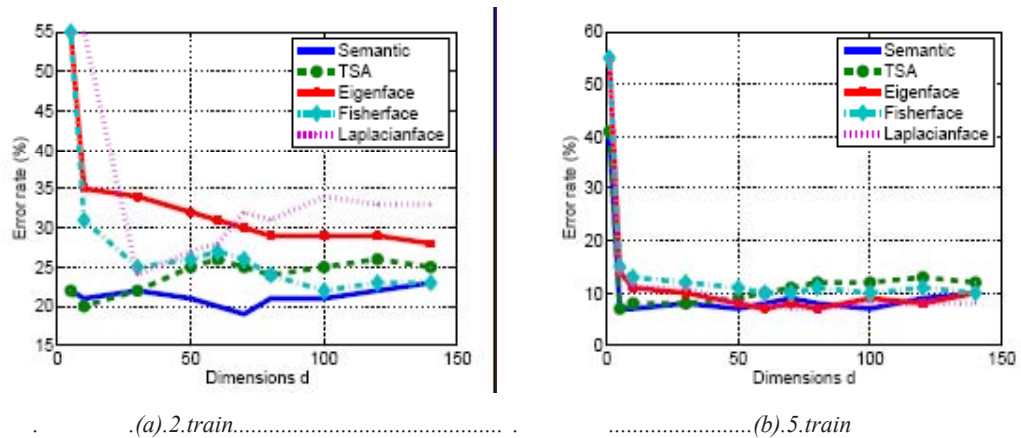 55
50
45
40
35
30
25
20
15
0
50
100
150
Error rate (%)
Dimensions d
Semantic
TSA
Eigenface
Fisherface
Laplacianface
60
50
40
30
20
10
0
0
50
100
150
Error rate (%)
Dimensions d
Semantic
TSA
Eigenface
Fisherface
Laplacianface
. .(a).2.train............................................ . .......................(b).5.train